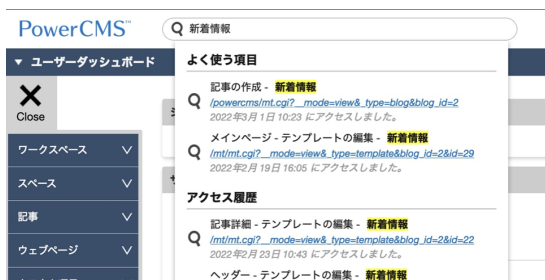 PowerCMS™
新着情報
▼ ユーザーダッシュボード
よく使う項目
Close
記事の作成 - 新着情報
/powercms/mt.cgi?__mode=view&_type=blog&blog_id=2
2022年3月1日 10:23 にアクセスしました。
メインページ - テンプレートの編集 - 新着情報
/mt/mt.cgi?__mode=view&_type=template&blog_id=2&id=29
2022年2月19日 16:05 にアクセスしました。
ワークスペース
スペース
記事
ウェブページ
アクセス履歴
記事詳細 - テンプレートの編集 - 新着情報
/mt/mt.cgi?__mode=view&_type=template&blog_id=2&id=22
2022年2月23日 10:43 にアクセスしました。
ヘッダー - テンプレートの編集 - 新着情報